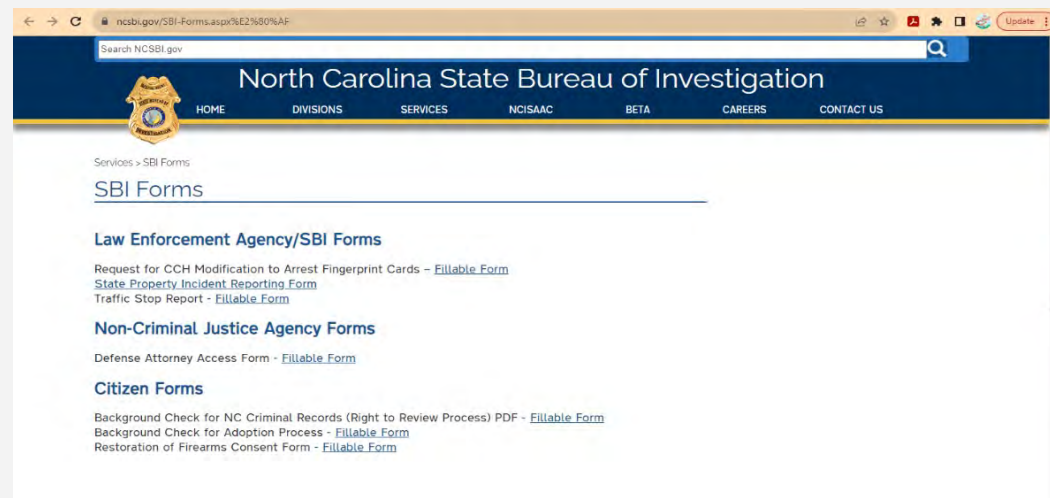 ncsbi.gov/SBI-Forms.aspx%E2%80%AF
Update
Search NCSBI.gov
North Carolina State Bureau of Investigation
HOME DIVISIONS SERVICES NCISAAC BETA CAREERS CONTACT US
Services > SBI Forms
SBI Forms
Law Enforcement Agency/SBI Forms
Request for CCH Modification to Arrest Fingerprint Cards – Fillable Form
State Property Incident Reporting Form
Traffic Stop Report - Fillable Form
Non-Criminal Justice Agency Forms
Defense Attorney Access Form - Fillable Form
Citizen Forms
Background Check for NC Criminal Records (Right to Review Process) PDF - Fillable Form
Background Check for Adoption Process - Fillable Form
Restoration of Firearms Consent Form - Fillable Form